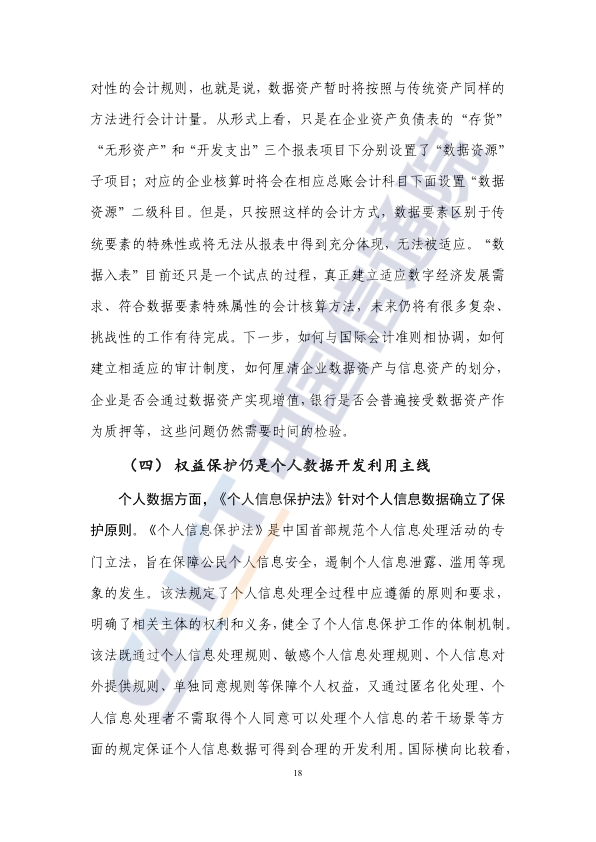 对性的会计规则，也就是说，数据资产暂时将按照与传统资产同样的
方法进行会计计量。从形式上看，只是在企业资产负债表的“存货”
“无形资产”和“开发支出”三个报表项目下分别设置了“数据资源”
子项目；对应的企业核算时将会在相应总账会计科目下面设置“数据
资源”二级科目。但是，只按照这样的会计方式，数据要素区别于传
统要素的特殊性或将无法从报表中得到充分体现，无法被适应。“数
据入表”目前还只是一个试点的过程，真正建立适应数字经济发展需
求、符合数据要素特殊属性的会计核算方法，未来仍将有很多复杂、
挑战性的工作有待完成。下一步，如何与国际会计准则相协调，如何
建立相适应的审计制度，如何厘清企业数据资产与信息资产的划分，
企业是否会通过数据资产实现增值，银行是否会普遍接受数据资产作
为质押等，这些问题仍然需要时间的检验。
（四） 权益保护仍是个人数据开发利用主线
个人数据方面，《个人信息保护法》针对个人信息数据确立了保
护原则。《个人信息保护法》是中国首部规范个人信息处理活动的专
门立法，旨在保障公民个人信息安全，遏制个人信息泄露、滥用等现
象的发生。该法规定了个人信息处理全过程中应遵循的原则和要求，
明确了相关主体的权利和义务，健全了个人信息保护工作的体制机制。
该法既通过个人信息处理规则、敏感个人信息处理规则、个人信息对
外提供规则、单独同意规则等保障个人权益，又通过匿名化处理、个
人信息处理者不需取得个人同意可以处理个人信息的若干场景等方
面的规定保证个人信息数据可得到合理的开发利用。国际横向比较看，
18
CAICT 中国信通院